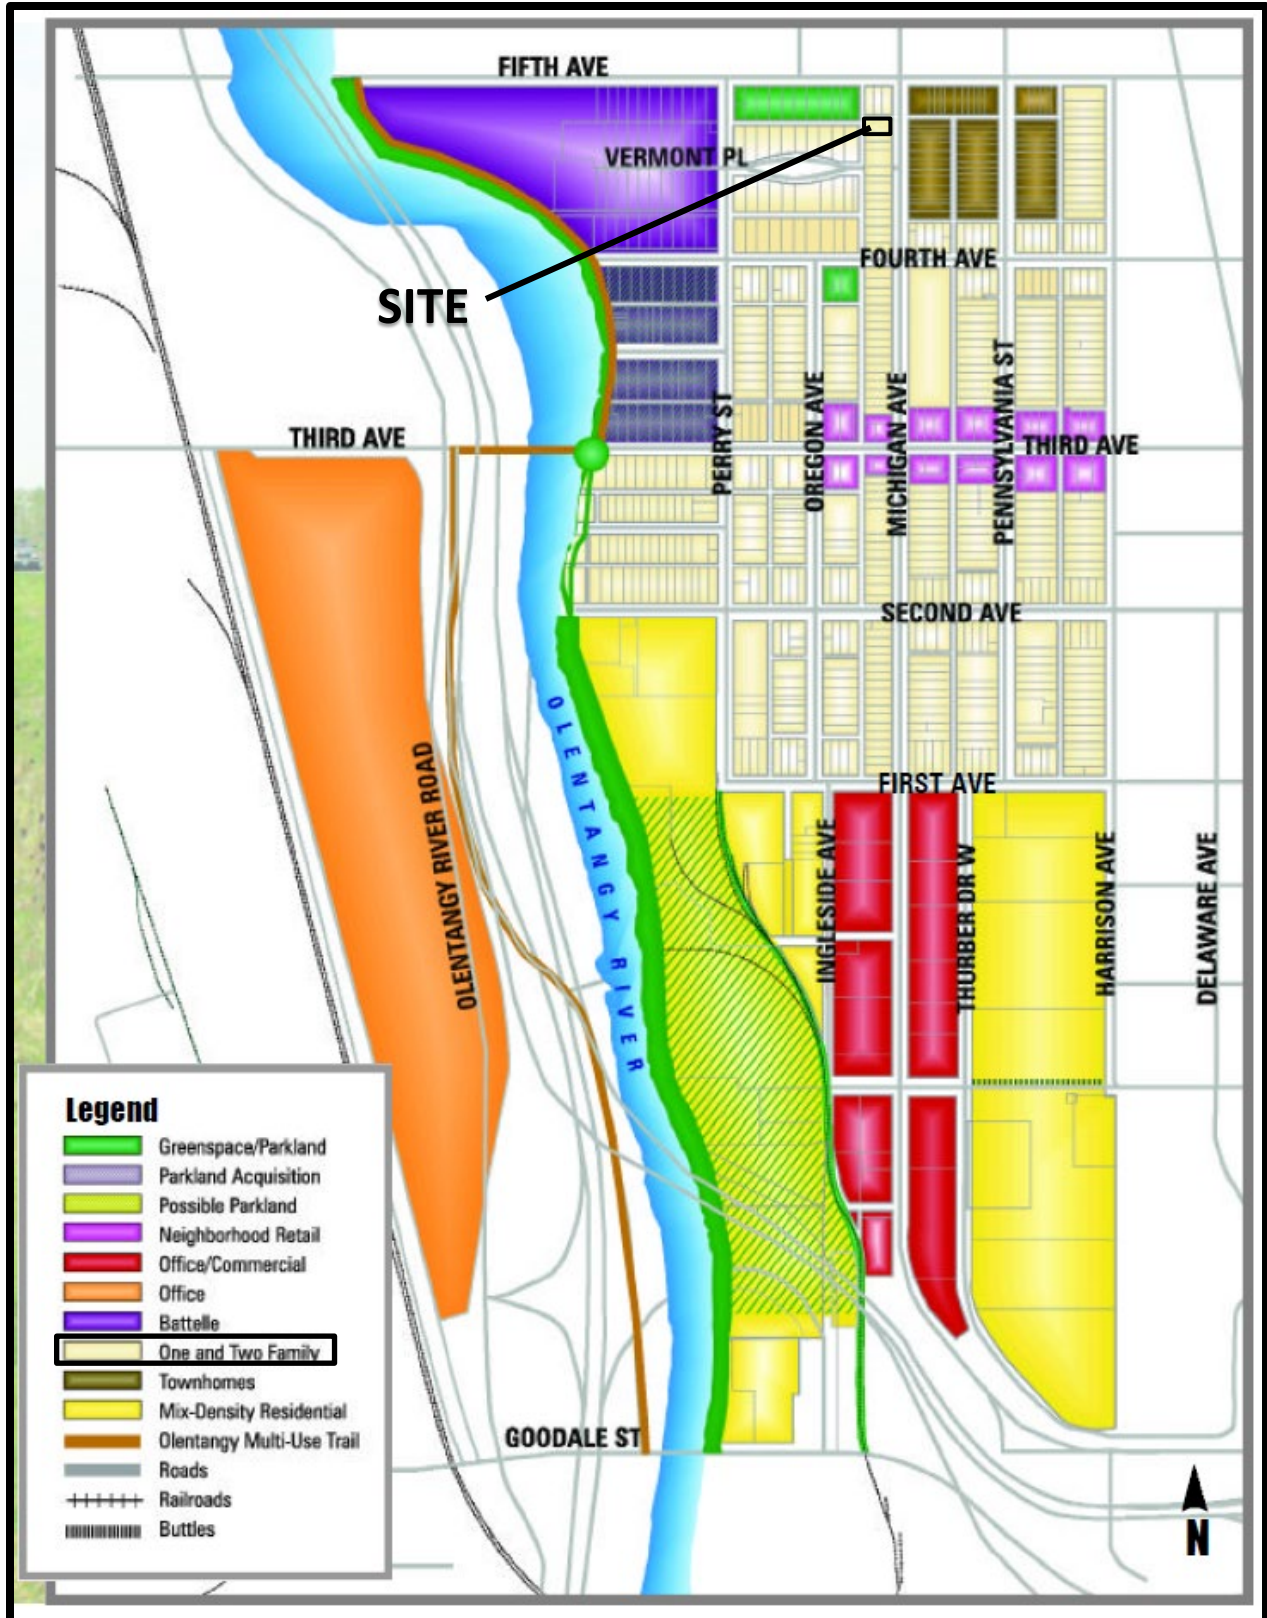 FIFTH AVE
VERMONT PL
FOURTH AVE
SITE
PERRY ST
OREGON AVE
MICHIGAN AVE
PENNSYLVANIA ST
THIRD AVE
THIRD AVE
SECOND AVE
FIRST AVE
OLENTANGY RIVER
OLENTANGY RIVER ROAD
INGLESIDE AVE
THURBER DR W
HARRISON AVE
DELAWARE AVE
GOODALE ST
Legend
Greenspace/Parkland
Parkland Acquisition
Possible Parkland
Neighborhood Retail
Office/Commercial
Office
Battelle
One and Two Family
Townhomes
Mix-Density Residential
Olentangy Multi-Use Trail
Roads
Railroads
Buttles
N